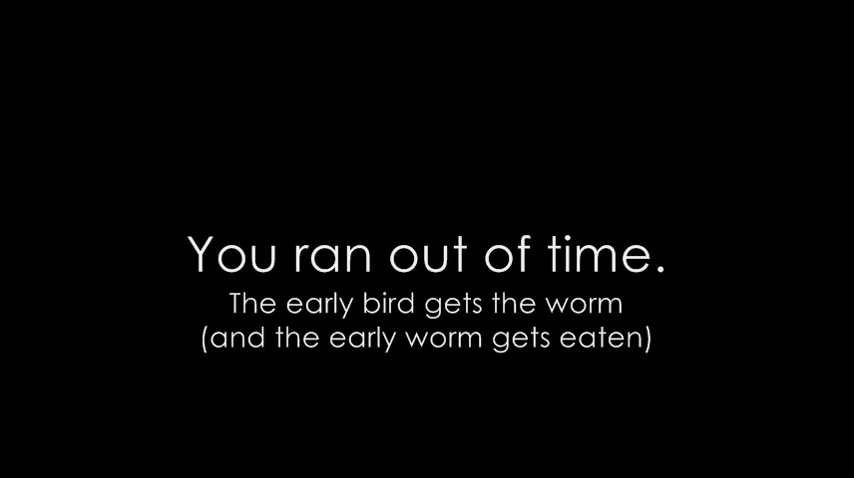 You ran out of time.
The early bird gets the worm
(and the early worm gets eaten)